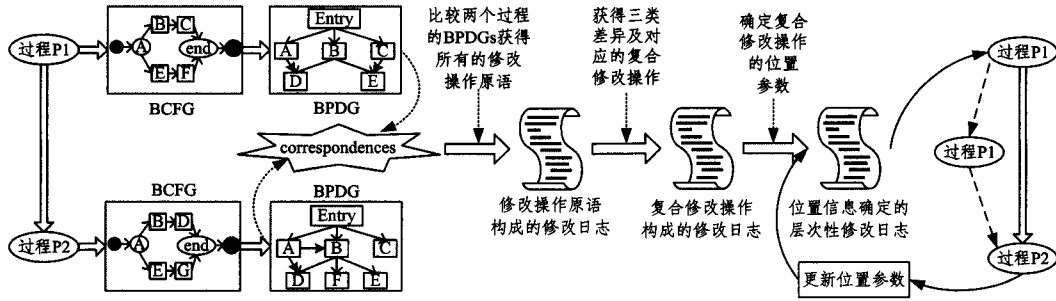 过程P1
A
B
C
E
F
end
BCFG
Entry
A
B
C
D
E
BPDG
correspondences
过程P2
BCFG
A
B
D
E
G
end
BPDG
Entry
A
B
C
D
F
E
比较两个过程
的BPDGs获得
所有的修改
操作原语
修改操作原语
构成的修改日志
获得三类
差异及对
应的复合
修改操作
复合修改操作
构成的修改日志
确定复合
修改操作
的位置
参数
位置信息确定的
层次性修改日志
过程P1
过程P1
过程P2
更新位置参数